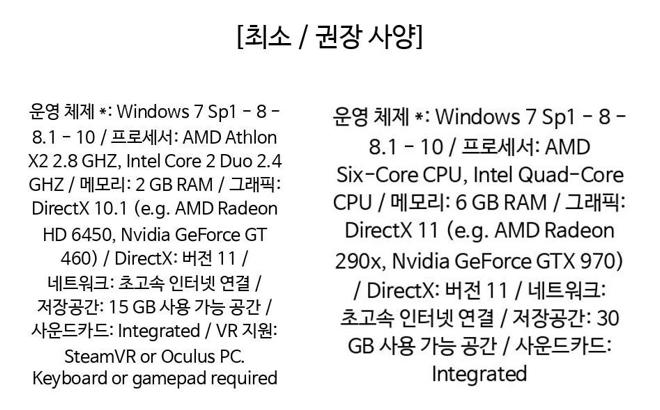 [최소 / 권장 사양]
운영 체제 *: Windows 7 Sp1 - 8 -
8.1 - 10 / 프로세서: AMD Athlon
X2 2.8 GHZ, Intel Core 2 Duo 2.4
GHZ / 메모리: 2 GB RAM / 그래픽:
DirectX 10.1 (e.g. AMD Radeon
HD 6450, Nvidia GeForce GT
460) / DirectX: 버전 11 /
네트워크: 초고속 인터넷 연결 /
저장공간: 15 GB 사용 가능 공간 /
사운드카드: Integrated / VR 지원:
SteamVR or Oculus PC.
Keyboard or gamepad required
운영 체제 *: Windows 7 Sp1 - 8 -
8.1 - 10 / 프로세서: AMD
Six-Core CPU, Intel Quad-Core
CPU / 메모리: 6 GB RAM / 그래픽:
DirectX 11 (e.g. AMD Radeon
290x, Nvidia GeForce GTX 970)
/ DirectX: 버전 11 / 네트워크:
초고속 인터넷 연결 / 저장공간: 30
GB 사용 가능 공간 / 사운드카드:
Integrated